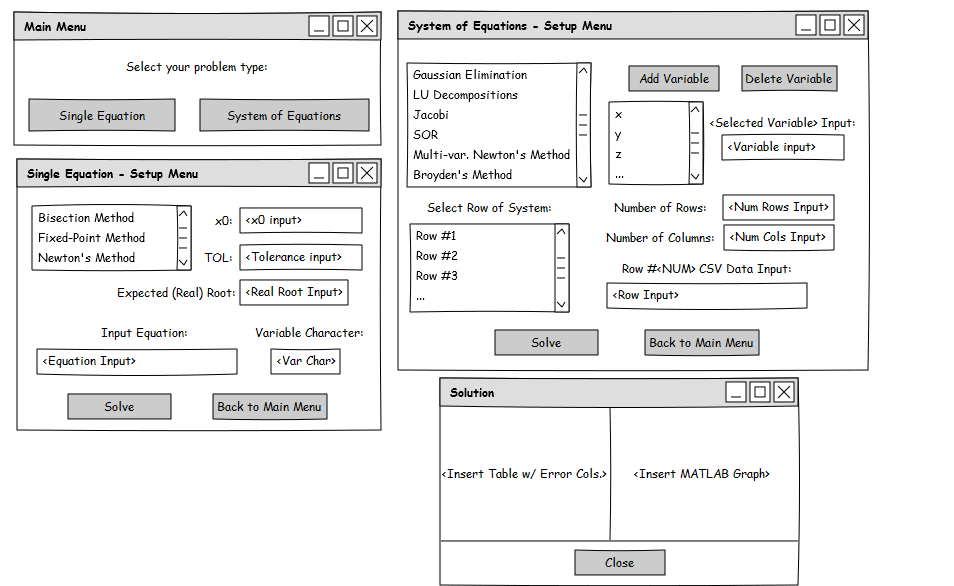 Main Menu
Select your problem type:
Single Equation
System of Equations
Single Equation - Setup Menu
Bisection Method
Fixed-Point Method
Newton's Method
x0:
<x0 input>
TOL:
<Tolerance input>
Expected (Real) Root:
<Real Root Input>
Input Equation:
Variable Character:
<Equation Input>
<Var Char>
Solve
Back to Main Menu
System of Equations - Setup Menu
Gaussian Elimination
LU Decompositions
Jacobi
SOR
Multi-var. Newton's Method
Broyden's Method
Add Variable
Delete Variable
x
y
z
...
<Selected Variable> Input:
<Variable input>
Select Row of System:
Row #1
Row #2
Row #3
...
Number of Rows:
<Num Rows Input>
Number of Columns:
<Num Cols Input>
Row #<NUM> CSV Data Input:
<Row Input>
Solve
Back to Main Menu
Solution
<Insert Table w/ Error Cols.>
<Insert MATLAB Graph>
Close